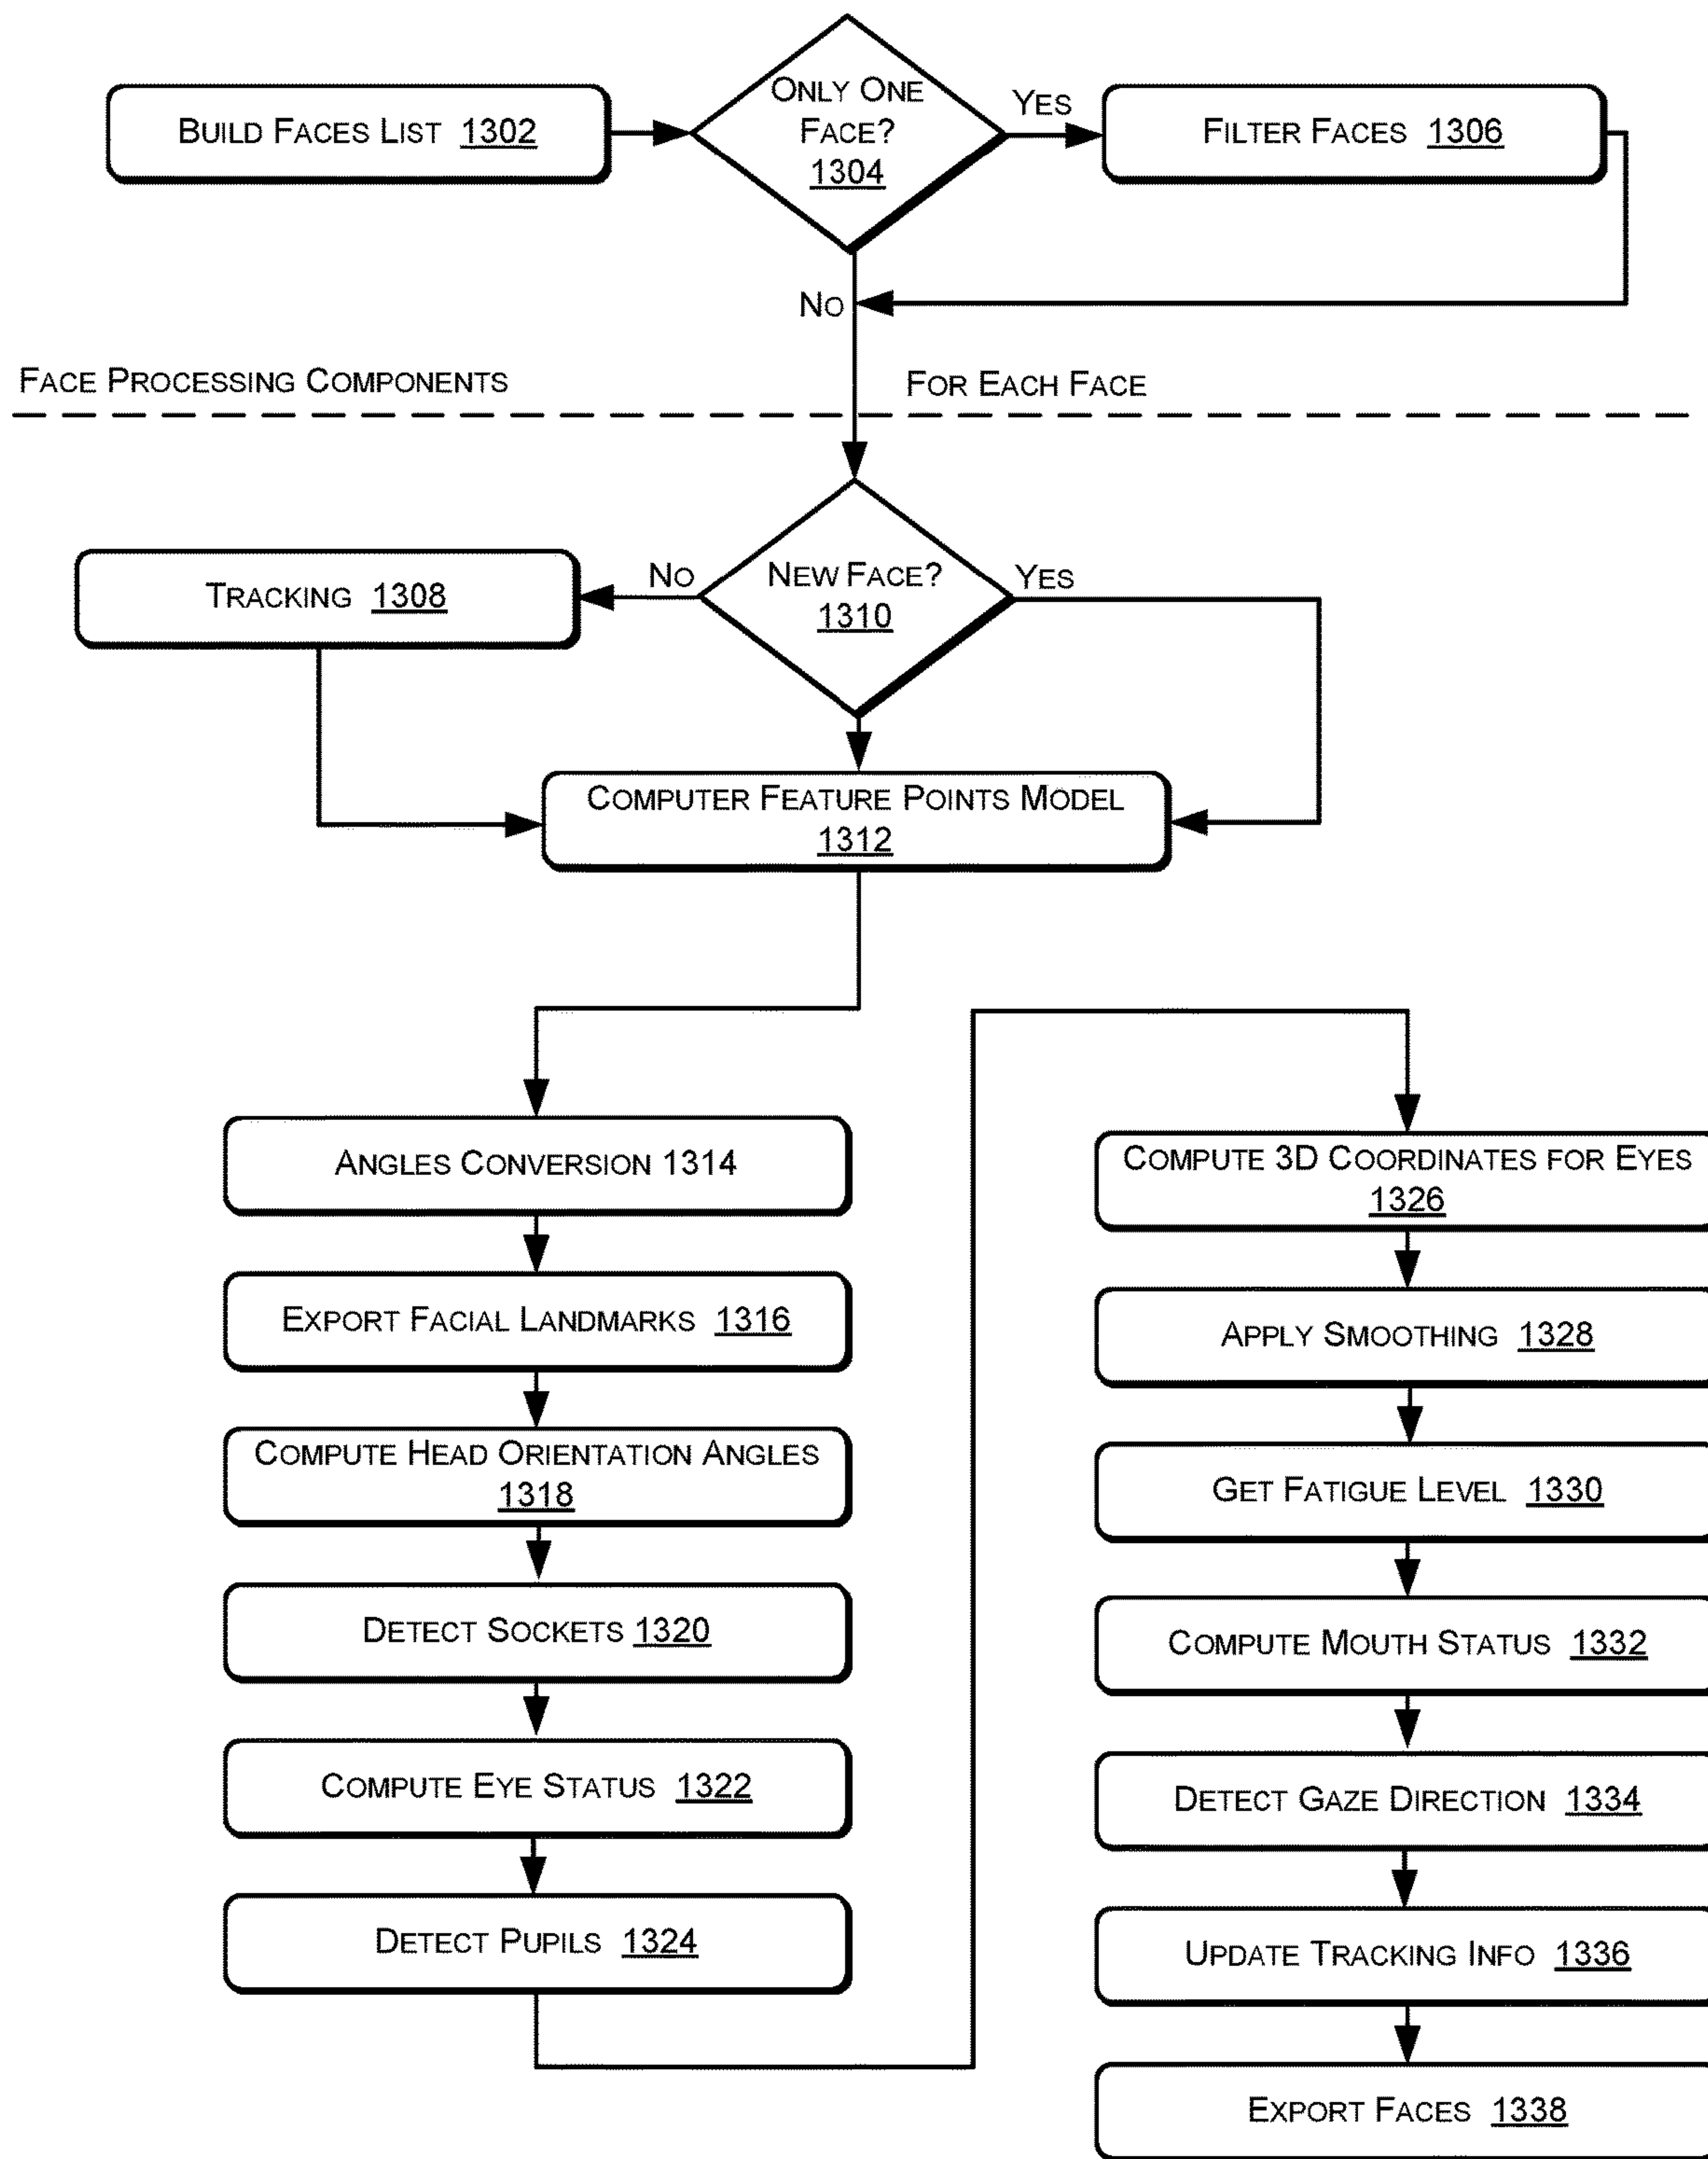 BUILD FACES LIST 1302
ONLY ONE
FACE?
1304
YES
FILTER FACES 1306
NO
FACE PROCESSING COMPONENTS
FOR EACH FACE
TRACKING 1308
NO
NEW FACE?
1310
YES
COMPUTER FEATURE POINTS MODEL
1312
ANGLES CONVERSION 1314
EXPORT FACIAL LANDMARKS 1316
COMPUTE HEAD ORIENTATION ANGLES
1318
DETECT SOCKETS 1320
COMPUTE EYE STATUS 1322
DETECT PUPILS 1324
COMPUTE 3D COORDINATES FOR EYES
1326
APPLY SMOOTHING 1328
GET FATIGUE LEVEL 1330
COMPUTE MOUTH STATUS 1332
DETECT GAZE DIRECTION 1334
UPDATE TRACKING INFO 1336
EXPORT FACES 1338